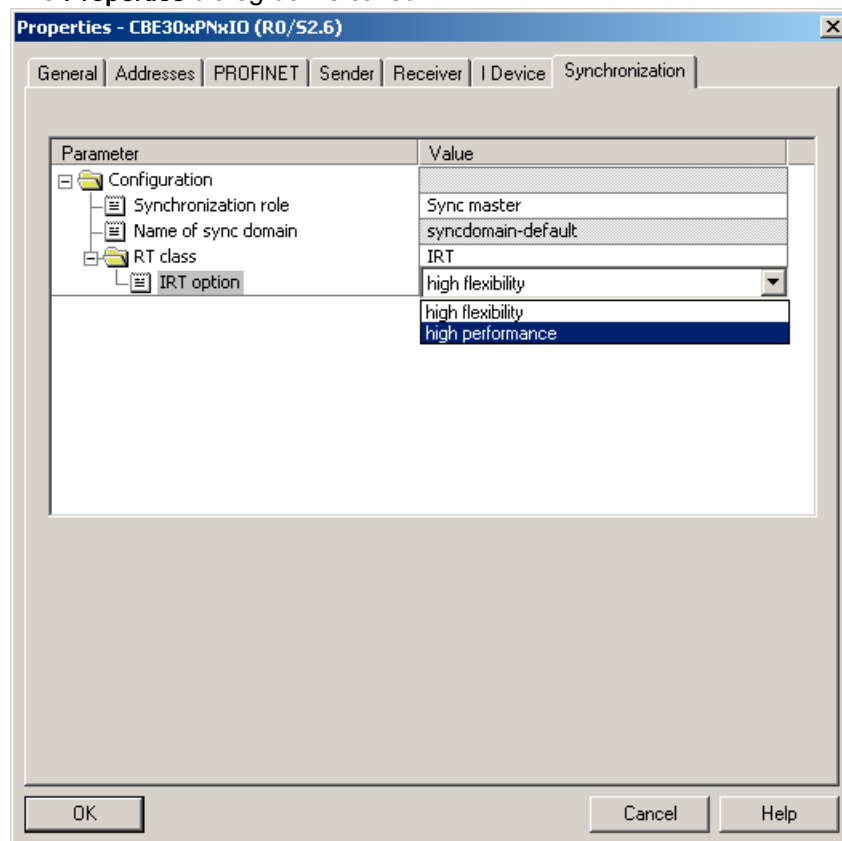 Properties - CBE30xPNxIO (R0/S2.6)
General Addresses PROFINET Sender Receiver I Device Synchronization
Parameter Value
Configuration
Synchronization role Sync master
Name of sync domain syncdomain-default
RT class IRT
IRT option high flexibility
high flexibility
high performance
OK Cancel Help